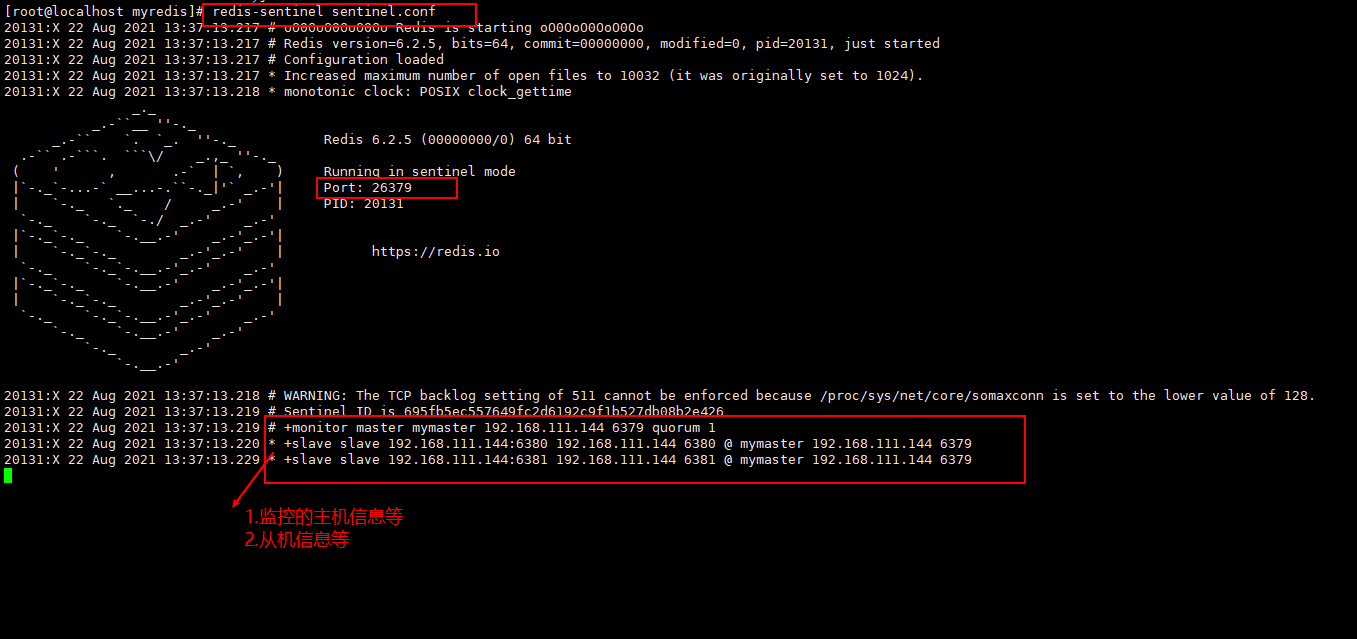 [root@localhost myredis]# redis-sentinel sentinel.conf
20131:X 22 Aug 2021 13:37:13.217 # oO0OoO0OoO0Oo Redis is starting oO0OoO0OoO0Oo
20131:X 22 Aug 2021 13:37:13.217 # Redis version=6.2.5, bits=64, commit=00000000, modified=0, pid=20131, just started
20131:X 22 Aug 2021 13:37:13.217 # Configuration loaded
20131:X 22 Aug 2021 13:37:13.217 * Increased maximum number of open files to 10032 (it was originally set to 1024).
20131:X 22 Aug 2021 13:37:13.218 * monotonic clock: POSIX clock_gettime
Redis 6.2.5 (00000000/0) 64 bit
Running in sentinel mode
Port: 26379
PID: 20131
https://redis.io
20131:X 22 Aug 2021 13:37:13.218 # WARNING: The TCP backlog setting of 511 cannot be enforced because /proc/sys/net/core/somaxconn is set to the lower value of 128.
20131:X 22 Aug 2021 13:37:13.219 # Sentinel ID is 695fb5ec557649fc2d6192c9f1b527db08b2e426
20131:X 22 Aug 2021 13:37:13.219 # +monitor master mymaster 192.168.111.144 6379 quorum 1
20131:X 22 Aug 2021 13:37:13.220 * +slave slave 192.168.111.144:6380 192.168.111.144 6380 @ mymaster 192.168.111.144 6379
20131:X 22 Aug 2021 13:37:13.229 * +slave slave 192.168.111.144:6381 192.168.111.144 6381 @ mymaster 192.168.111.144 6379
1.监控的主机信息等
2.从机信息等